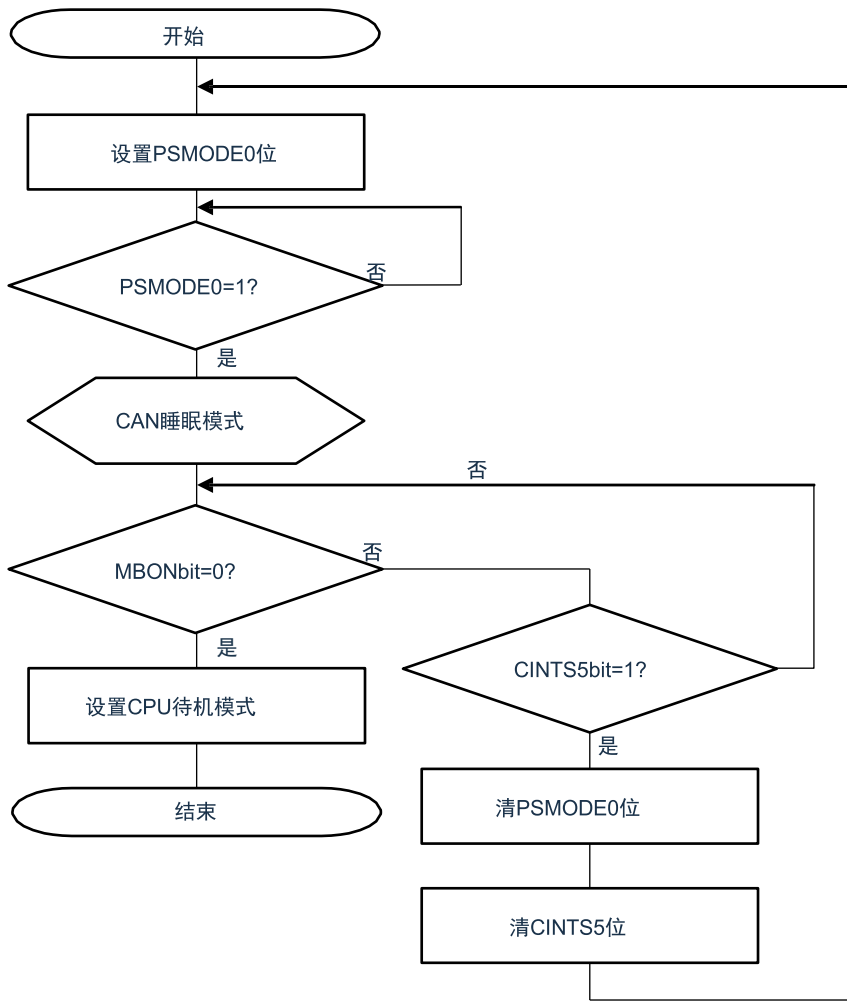 开始
设置PSMODE0位
否
PSMODE0=1?
是
CAN睡眠模式
否
否
MBONbit=0?
是
CINTS5bit=1?
设置CPU待机模式
是
清PSMODE0位
结束
清CINTS5位